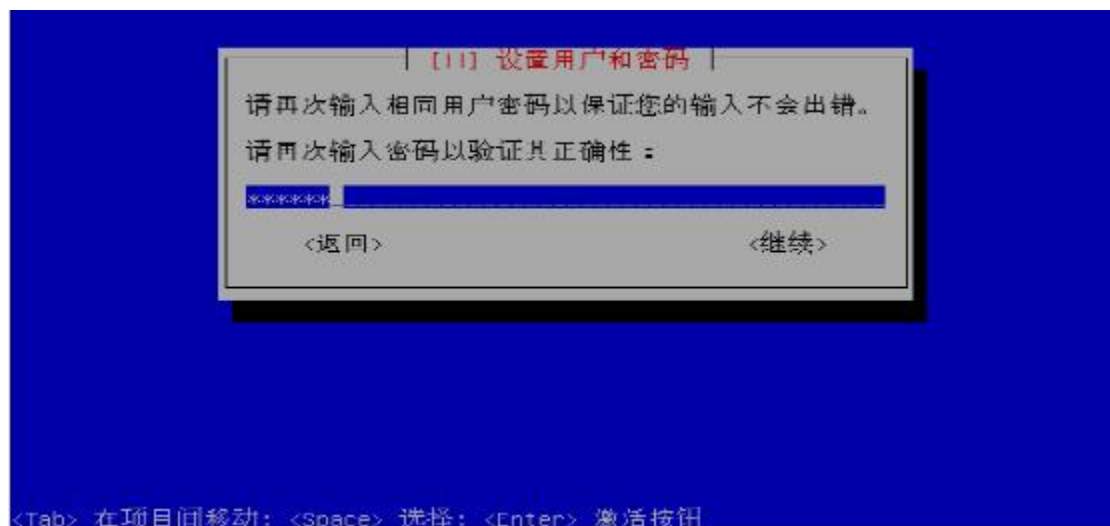 [!!] 设置用户和密码
请再次输入相同用户密码以保证您的输入不会出错。
请再次输入密码以验证其正确性：
******
<返回>
<继续>
<Tab> 在项目间移动; <Space> 选择; <Enter> 激活按钮